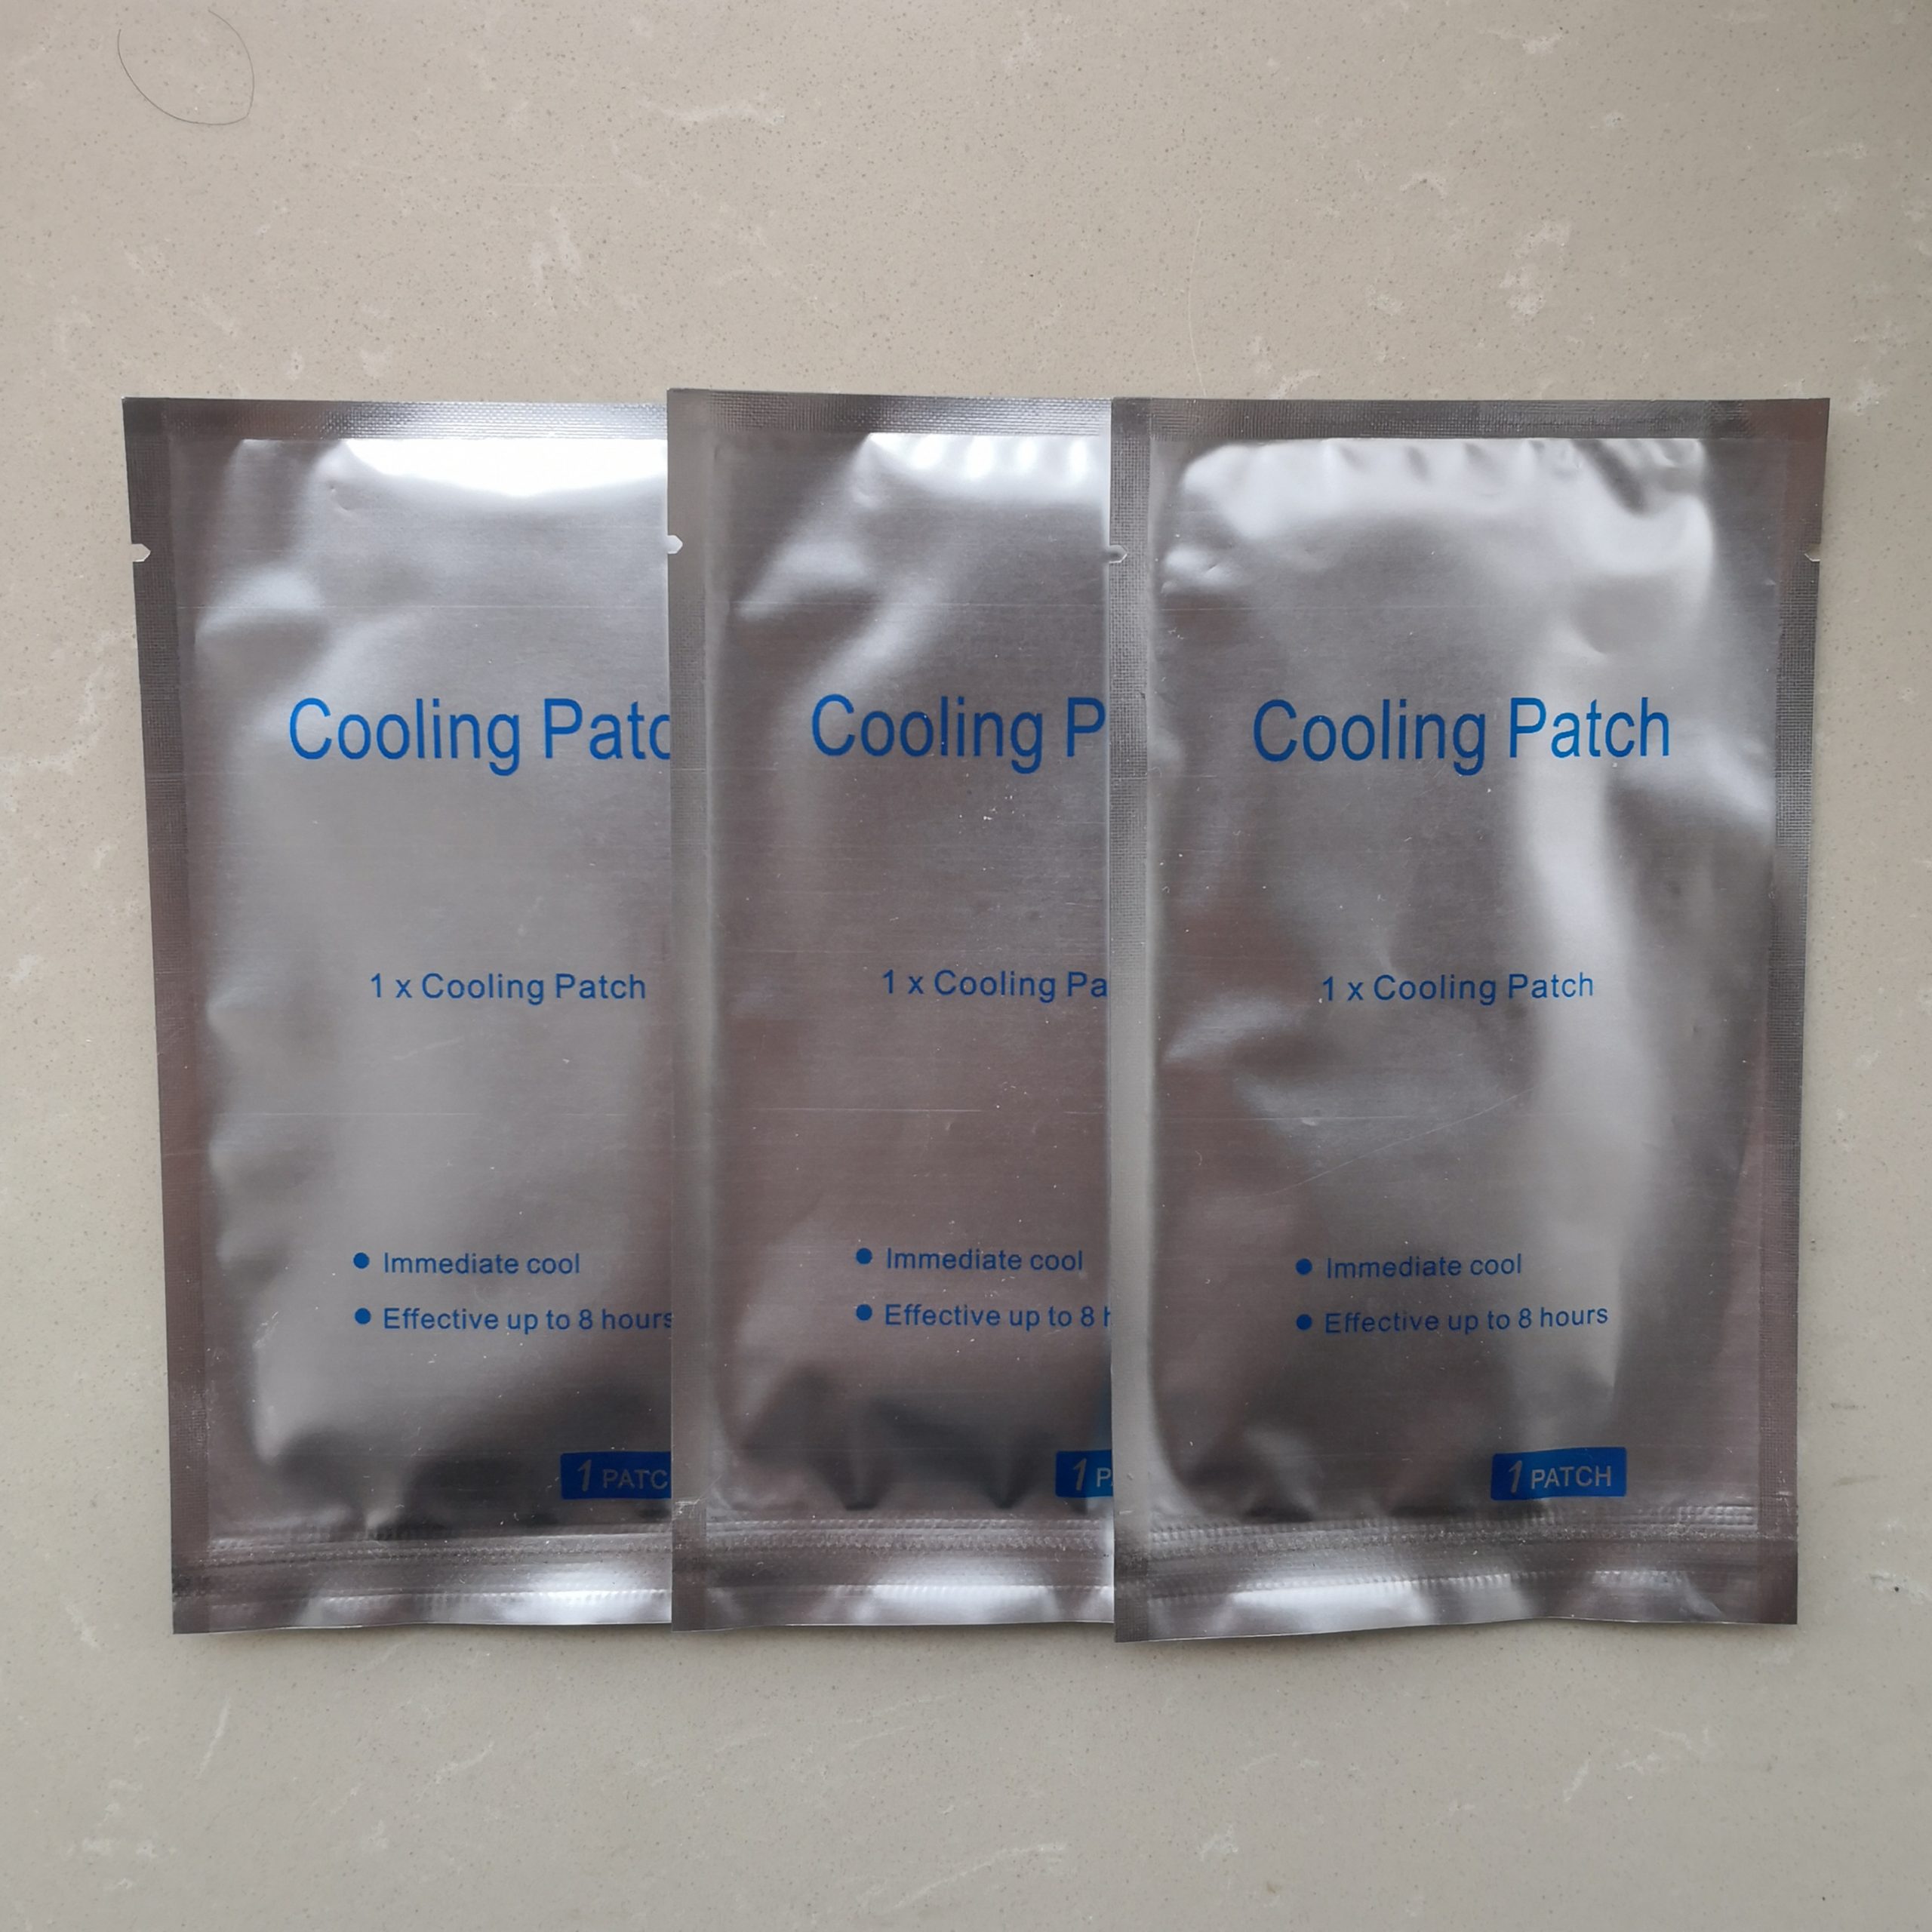 Cooling Patc
1 x Cooling Patch
Immediate cool
Effective up to 8 hours
1 PATC
Cooling P
1 x Cooling Pa
Immediate cool
Effective up to 8 h
1 P
Cooling Patch
1 x Cooling Patch
Immediate cool
Effective up to 8 hours
1 PATCH